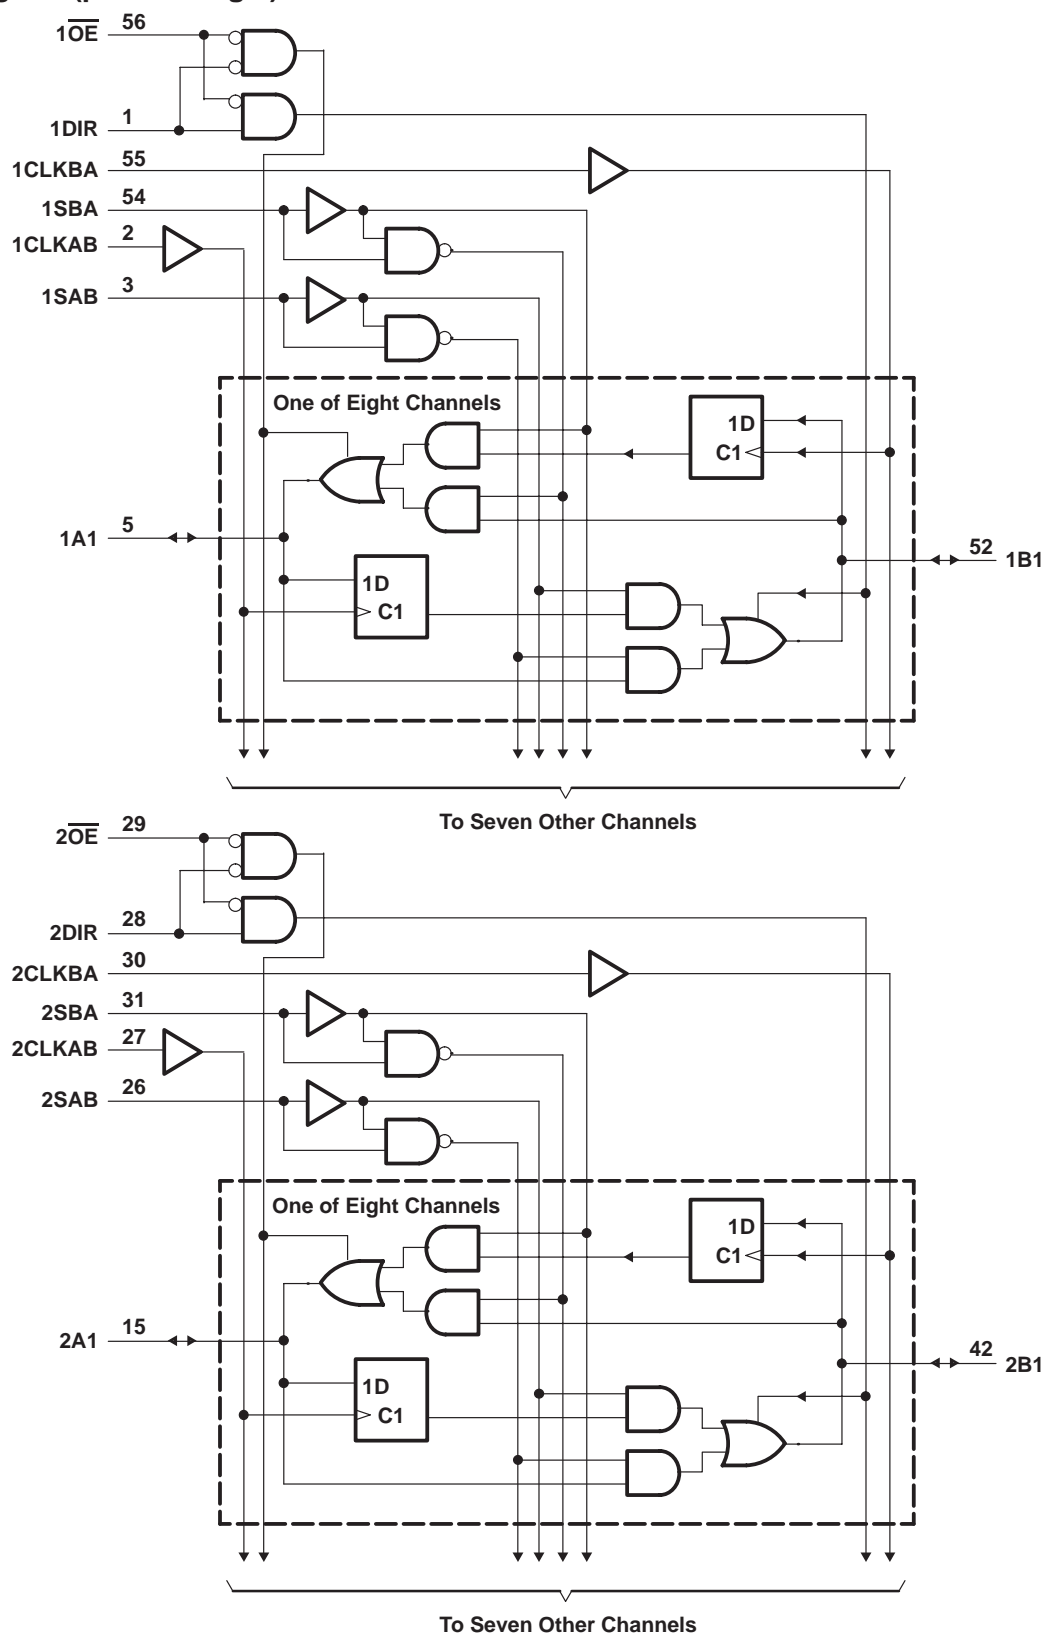 1OE 56
1DIR 1
1CLKBA 55
1SBA 54
1CLKAB 2
1SAB 3
One of Eight Channels
1D
C1
1A1 5
52 1B1
1D
C1
To Seven Other Channels
2OE 29
2DIR 28
2CLKBA 30
2SBA 31
2CLKAB 27
2SAB 26
One of Eight Channels
1D
C1
2A1 15
42 2B1
1D
C1
To Seven Other Channels